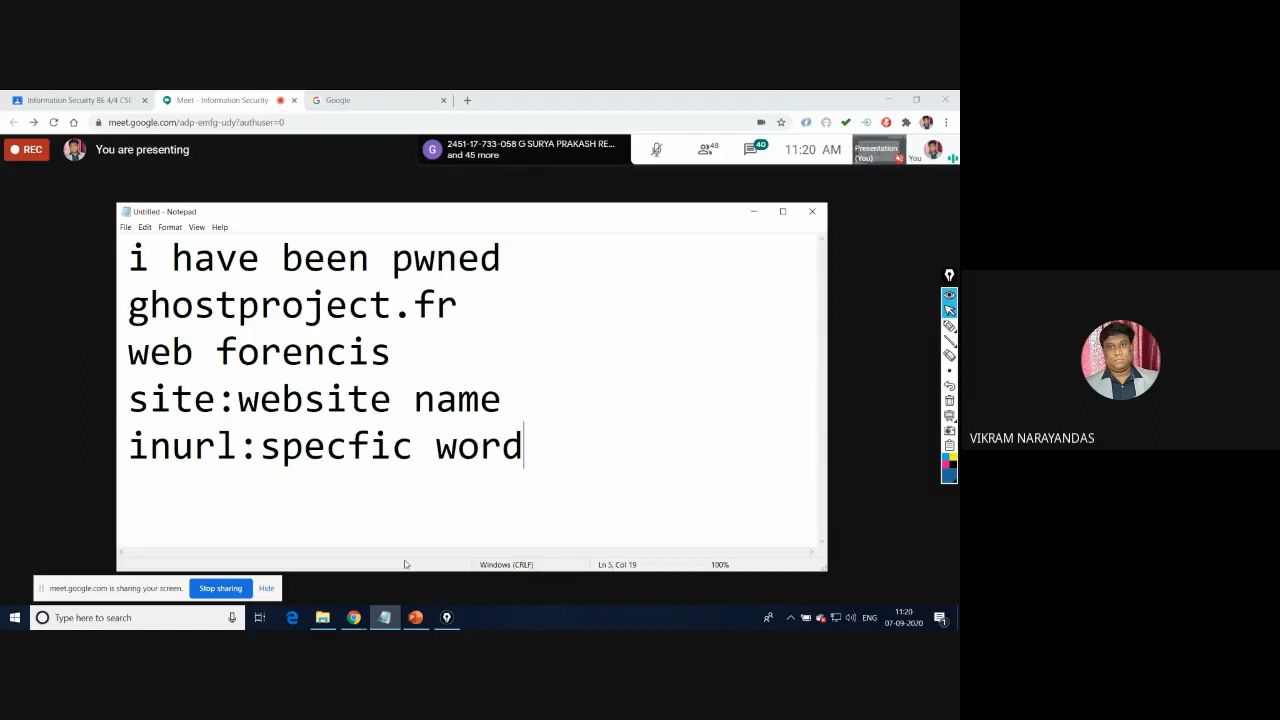 Information Secuirty BE 4/4 CSE
Meet - Information Security
Google
meet.google.com/adp-emfg-udy?authuser=0
REC
You are presenting
G
2451-17-733-058 G SURYA PRAKASH RE...
and 45 more
48
40
11:20 AM
Presentation
(You)
You
Untitled - Notepad
File Edit Format View Help
i have been pwned
ghostproject.fr
web forencis
site:website name
inurl:specfic word
VIKRAM NARAYANDAS
Windows (CRLF)
Ln 5, Col 19
100%
meet.google.com is sharing your screen.
Stop sharing
Hide
Type here to search
ENG
11:20
07-09-2020
1